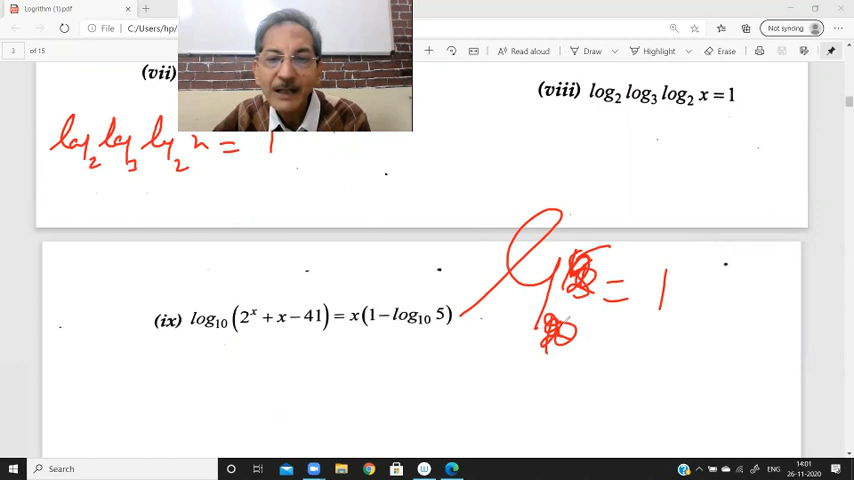 Logrithm (1).pdf
File
C:/Users/hp/
Not syncing
3
of 15
Read aloud
Draw
Highlight
Erase
(vii)
(viii) log₂ log₃ log₂ x = 1
log₂ log₃ log₂ x = 1
= 1
(ix) log₁₀ (2ˣ + x − 41) = x(1 − log₁₀ 5)
Search
ENG
14:01
26-11-2020